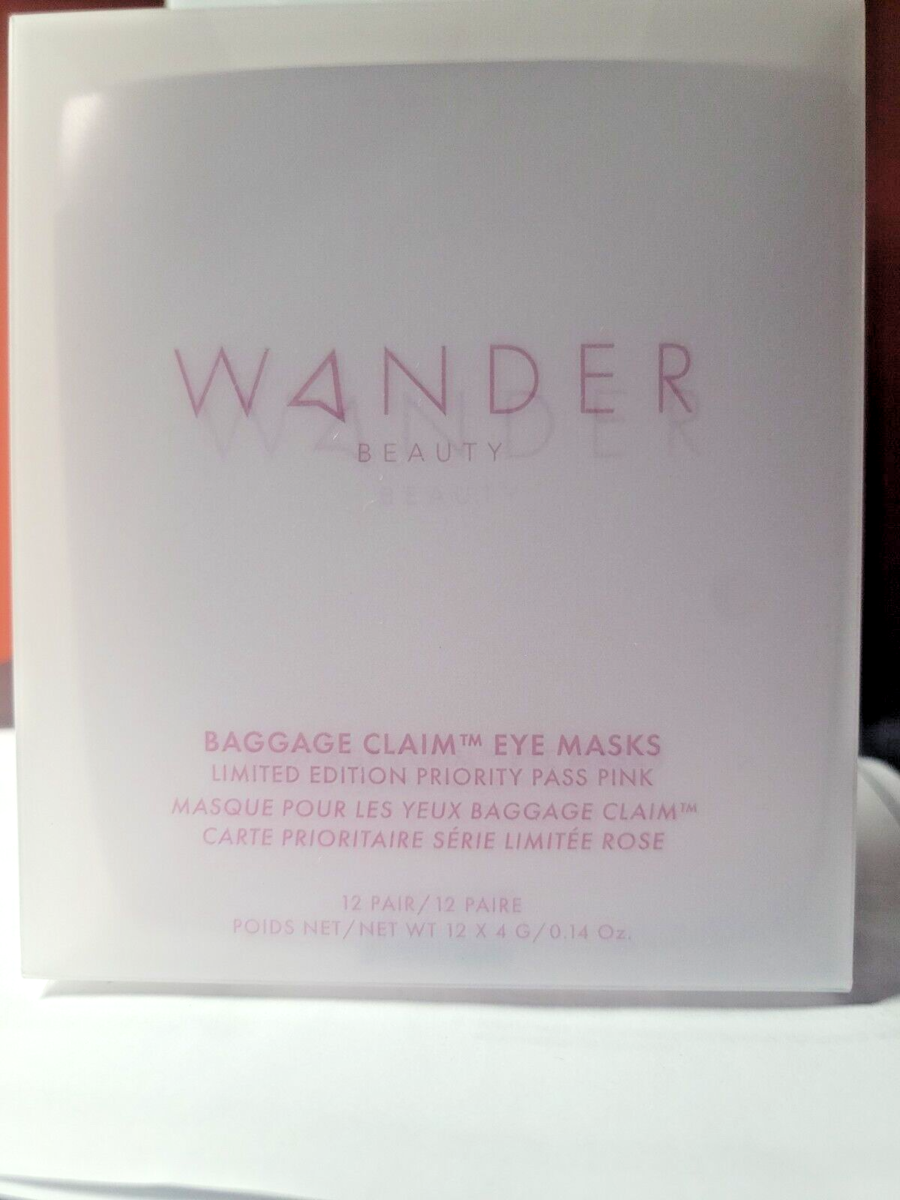 WANDER
BEAUTY
BAGGAGE CLAIM™ EYE MASKS
LIMITED EDITION PRIORITY PASS PINK
MASQUE POUR LES YEUX BAGGAGE CLAIM™
CARTE PRIORITAIRE SÉRIE LIMITÉE ROSE
12 PAIR/12 PAIRE
POIDS NET/NET WT 12 X 4 G/0.14 Oz.